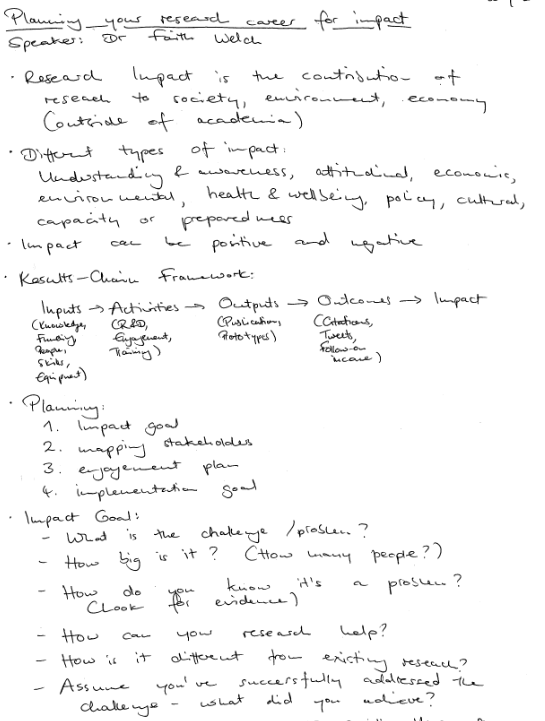 Planning your research career for impact
Speaker: Dr Faith Welch
· Research Impact is the contribution of
research to society, environment, economy
(outside of academia)
· Different types of impact:
Understanding & awareness, attitudinal, economic,
environmental, health & wellbeing, policy, cultural,
capacity or preparedness
· Impact can be positive and negative
· Results-Chain Framework:
Inputs → Activities → Outputs → Outcomes → Impact
(Knowledge, (R&D, (Publication, (Citations,
Funding Engagement, Prototypes) Tweets,
People, Training) Follow-on
Skills, income)
Equipment)
· Planning:
1. Impact goal
2. mapping stakeholders
3. engagement plan
4. implementation goal
· Impact Goal:
- What is the challenge / problem?
- How big is it? (How many people?)
- How do you know it's a problem?
(Look for evidence)
- How can your research help?
- How is it different from existing research?
- Assume you've successfully addressed the
challenge - what did you achieve?